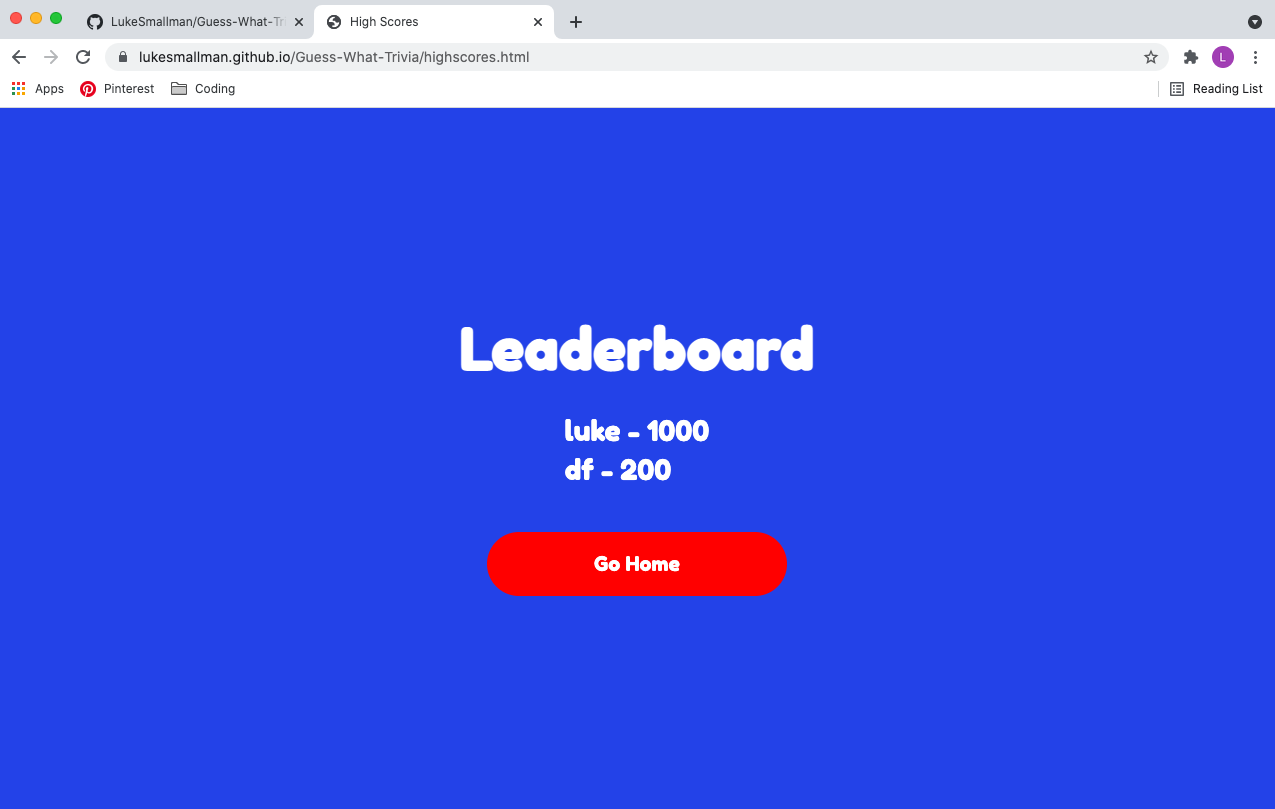 LukeSmallman/Guess-What-Tri
High Scores
lukesmallman.github.io/Guess-What-Trivia/highscores.html
L
Apps
Pinterest
Coding
Reading List
Leaderboard
luke - 1000
df - 200
Go Home